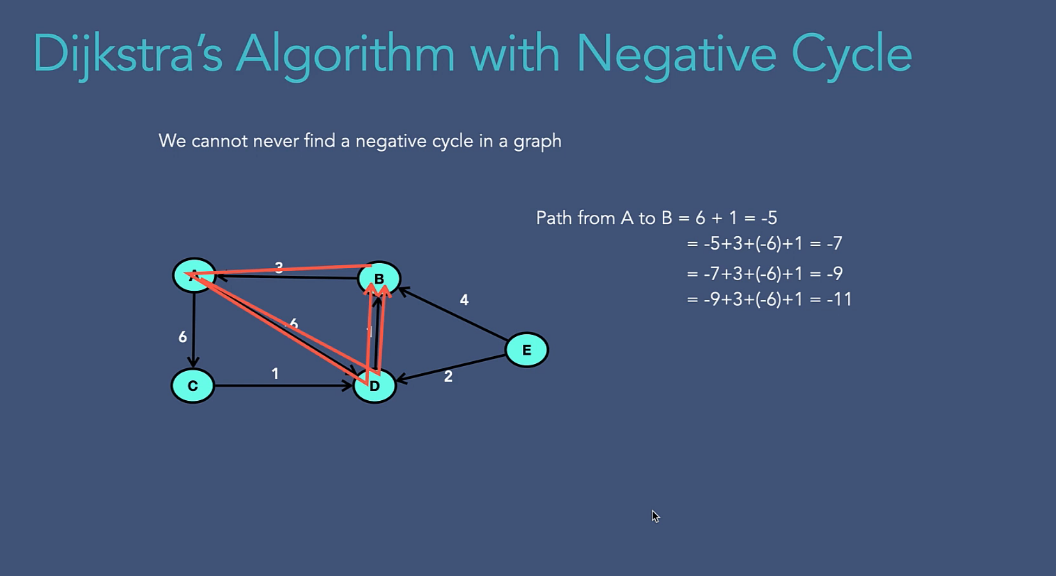 Dijkstra's Algorithm with Negative Cycle
We cannot never find a negative cycle in a graph
Path from A to B = 6 + 1 = -5
= -5+3+(-6)+1 = -7
= -7+3+(-6)+1 = -9
= -9+3+(-6)+1 = -11
A
3
B
4
6
6
1
E
C
1
D
2